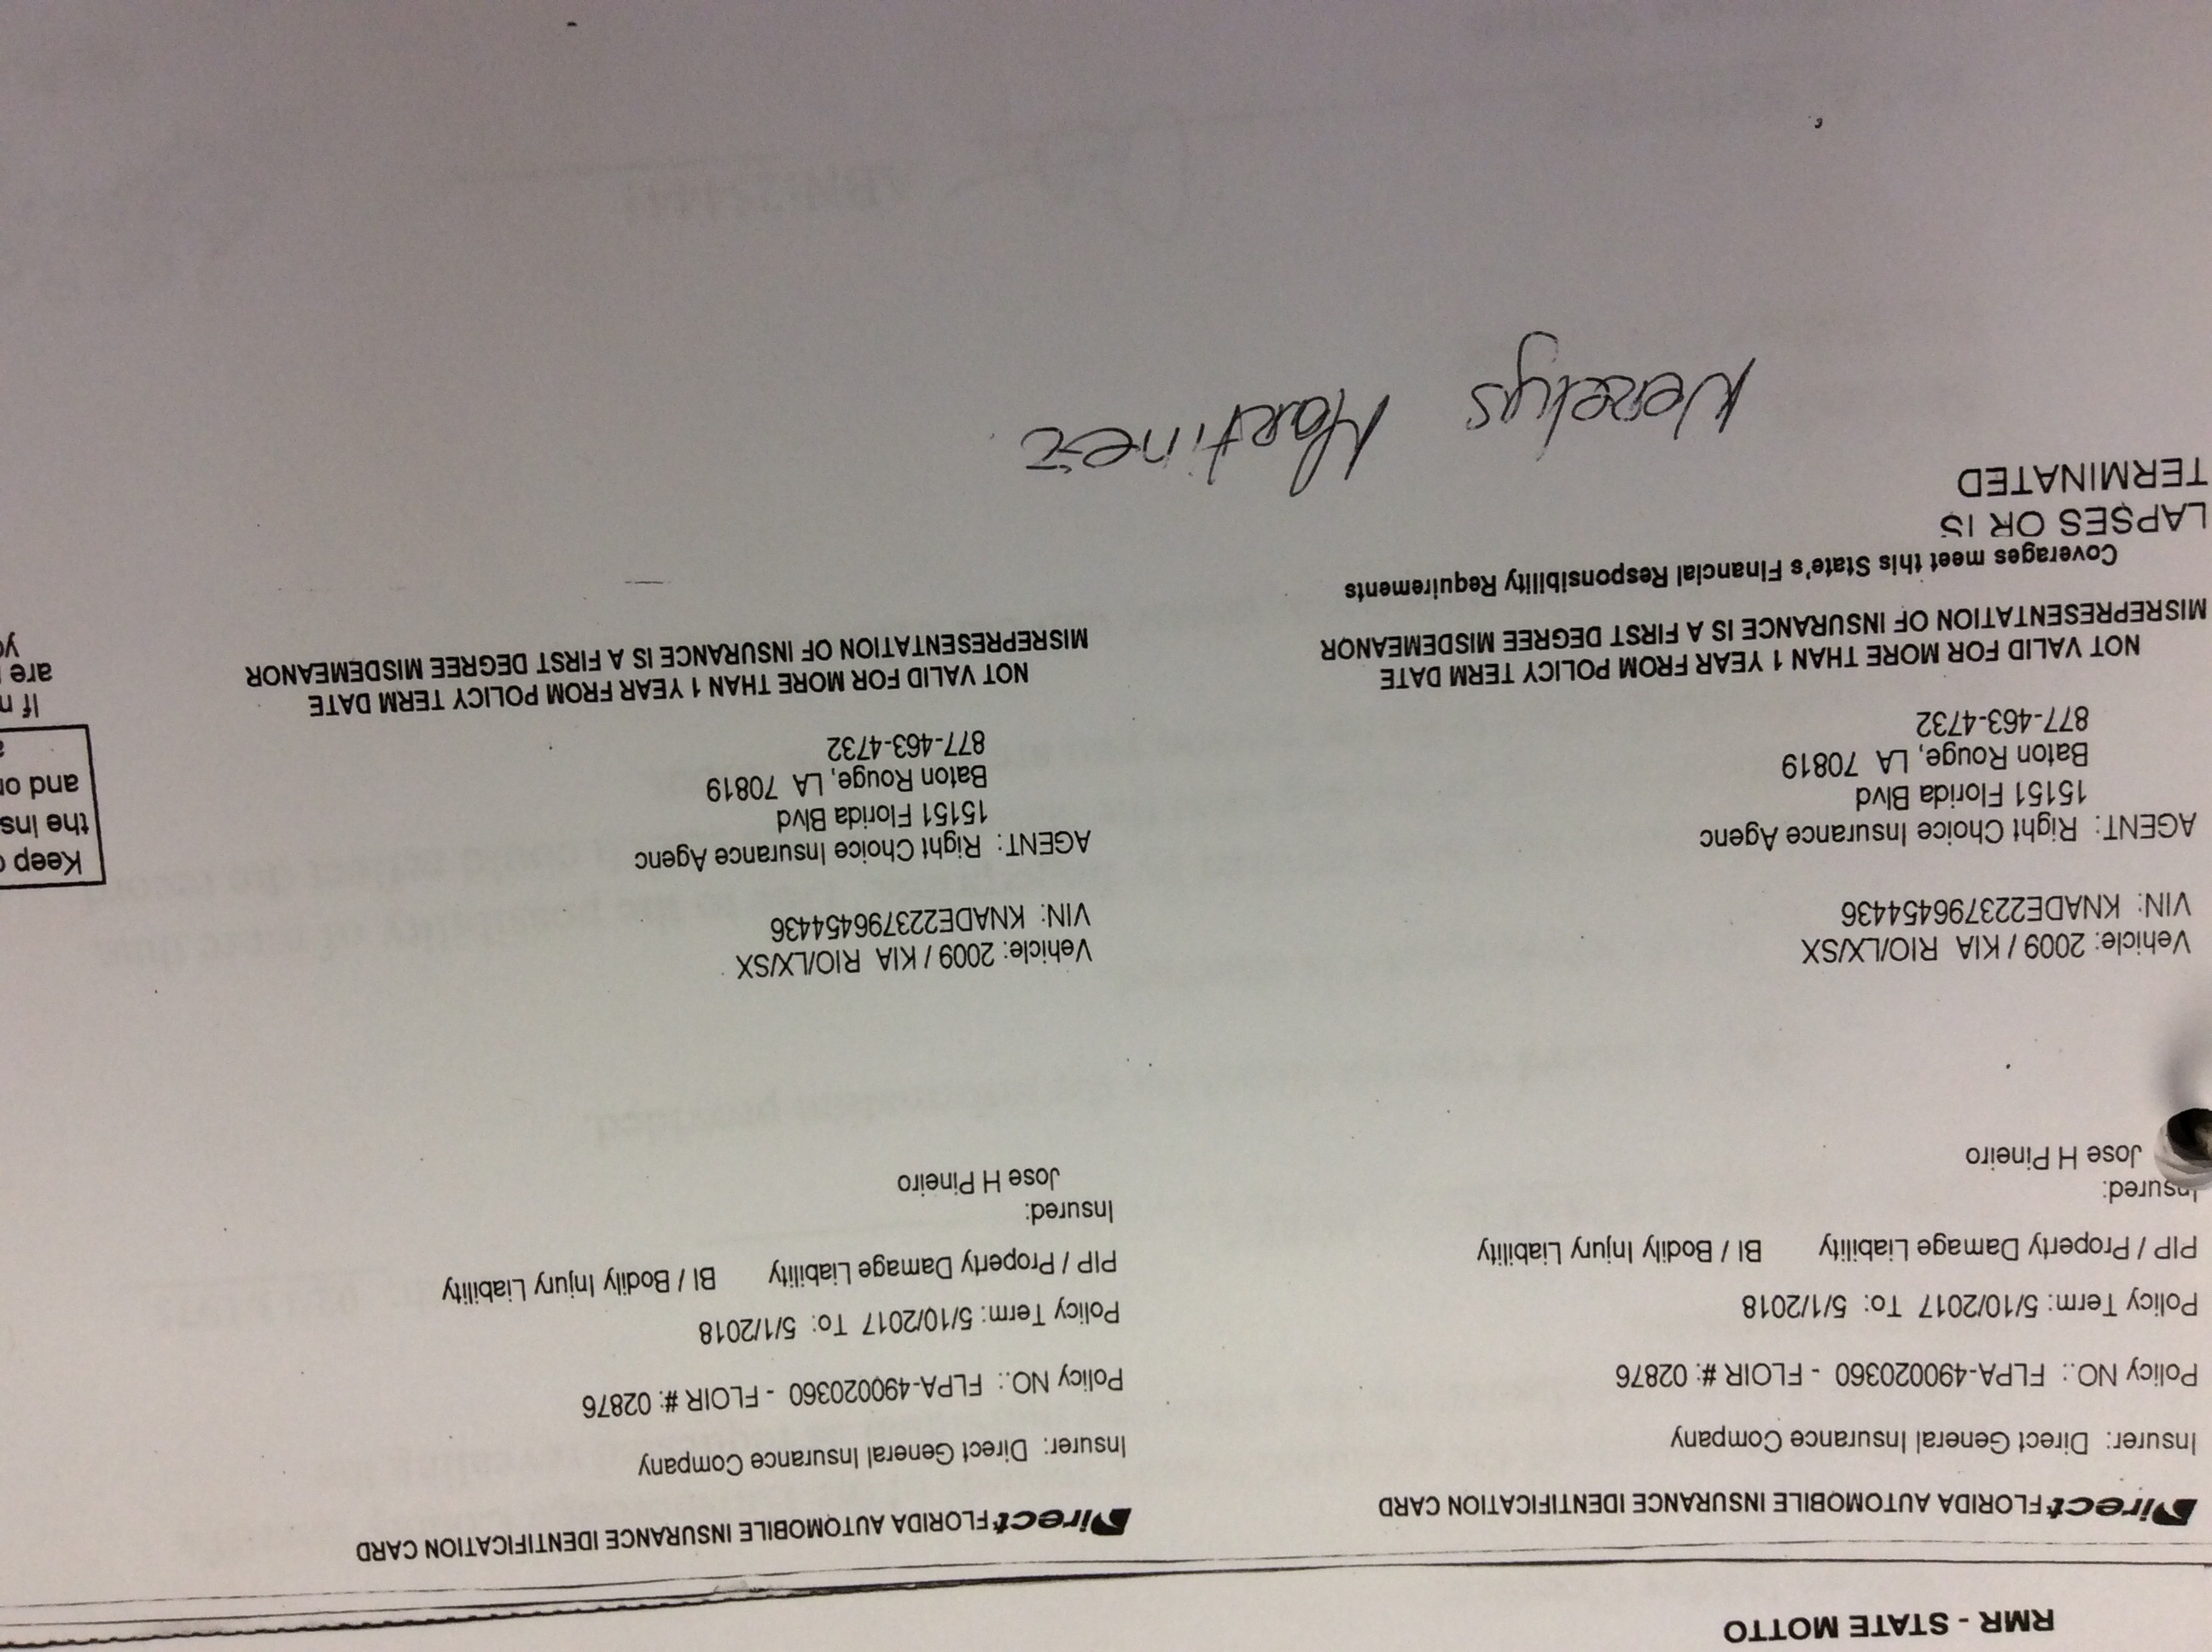 RMR - STATE MOTTO
Direct FLORIDA AUTOMOBILE INSURANCE IDENTIFICATION CARD
Insurer: Direct General Insurance Company
Policy NO.: FLPA-490020360 - FLOIR #: 02876
Policy Term: 5/10/2017 To: 5/1/2018
PIP / Property Damage Liability BI / Bodily Injury Liability
Insured:
Jose H Pineiro
Vehicle: 2009 / KIA RIO/LX/SX
VIN: KNADE223796454436
AGENT: Right Choice Insurance Agenc
15151 Florida Blvd
Baton Rouge, LA 70819
877-463-4732
NOT VALID FOR MORE THAN 1 YEAR FROM POLICY TERM DATE
MISREPRESENTATION OF INSURANCE IS A FIRST DEGREE MISDEMEANOR
Coverages meet this State's Financial Responsibility Requirements
LAPSES OR IS
TERMINATED
Direct FLORIDA AUTOMOBILE INSURANCE IDENTIFICATION CARD
Insurer: Direct General Insurance Company
Policy NO.: FLPA-490020360 - FLOIR #: 02876
Policy Term: 5/10/2017 To: 5/1/2018
PIP / Property Damage Liability BI / Bodily Injury Liability
Insured:
Jose H Pineiro
Vehicle: 2009 / KIA RIO/LX/SX
VIN: KNADE223796454436
AGENT: Right Choice Insurance Agenc
15151 Florida Blvd
Baton Rouge, LA 70819
877-463-4732
NOT VALID FOR MORE THAN 1 YEAR FROM POLICY TERM DATE
MISREPRESENTATION OF INSURANCE IS A FIRST DEGREE MISDEMEANOR
Keep
the
and
If
are
Nerelys Martinez